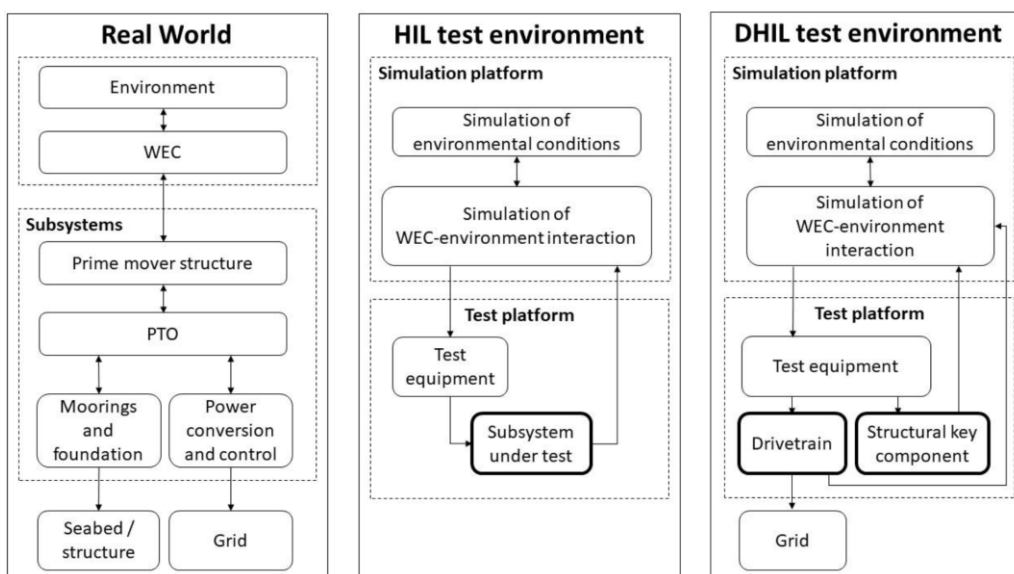 Real World
Environment
WEC
Subsystems
Prime mover structure
PTO
Moorings
and
foundation
Power
conversion
and control
Seabed /
structure
Grid
HIL test environment
Simulation platform
Simulation of
environmental conditions
Simulation of
WEC-environment interaction
Test platform
Test
equipment
Subsystem
under test
DHIL test environment
Simulation platform
Simulation of
environmental conditions
Simulation of
WEC-environment
interaction
Test platform
Test equipment
Drivetrain
Structural key
component
Grid